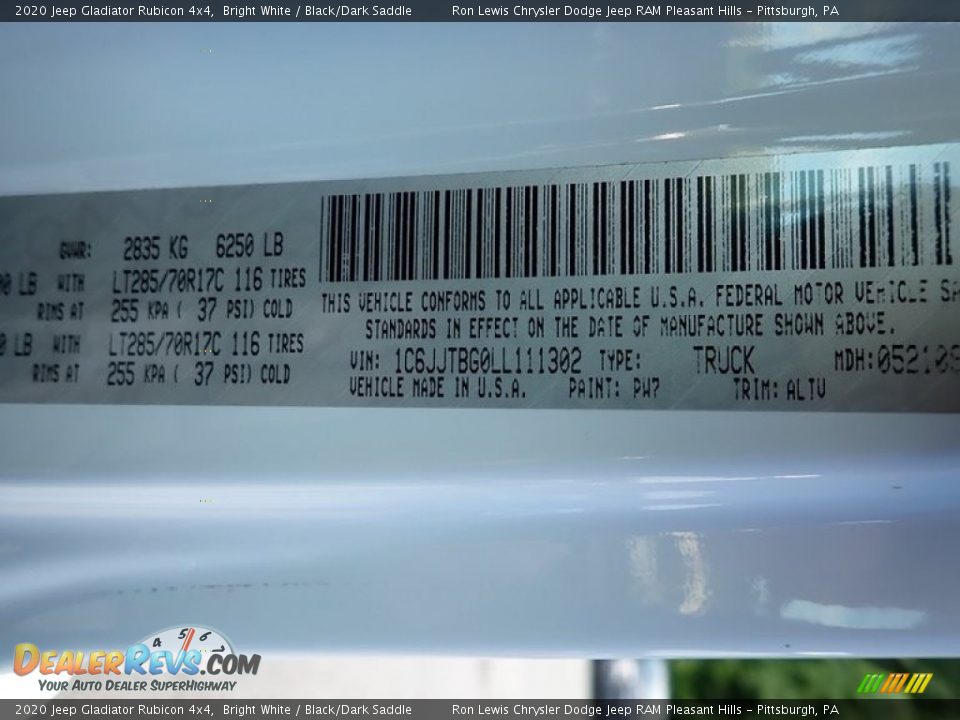 2020 Jeep Gladiator Rubicon 4x4, Bright White / Black/Dark Saddle Ron Lewis Chrysler Dodge Jeep RAM Pleasant Hills - Pittsburgh, PA
GVWR: 2835 KG 6250 LB
LB WITH LT285/70R17C 116 TIRES
RIMS AT 255 KPA ( 37 PSI) COLD
LB WITH LT285/70R17C 116 TIRES
RIMS AT 255 KPA ( 37 PSI) COLD
THIS VEHICLE CONFORMS TO ALL APPLICABLE U.S.A. FEDERAL MOTOR VEHICLE
STANDARDS IN EFFECT ON THE DATE OF MANUFACTURE SHOWN ABOVE.
VIN: 1C6JJTBG0LL111302 TYPE: TRUCK MDH:
VEHICLE MADE IN U.S.A. PAINT: PW7 TRIM: ALTV
4 5 6
DealerRevs.com
Your Auto Dealer SuperHighway
2020 Jeep Gladiator Rubicon 4x4, Bright White / Black/Dark Saddle Ron Lewis Chrysler Dodge Jeep RAM Pleasant Hills - Pittsburgh, PA